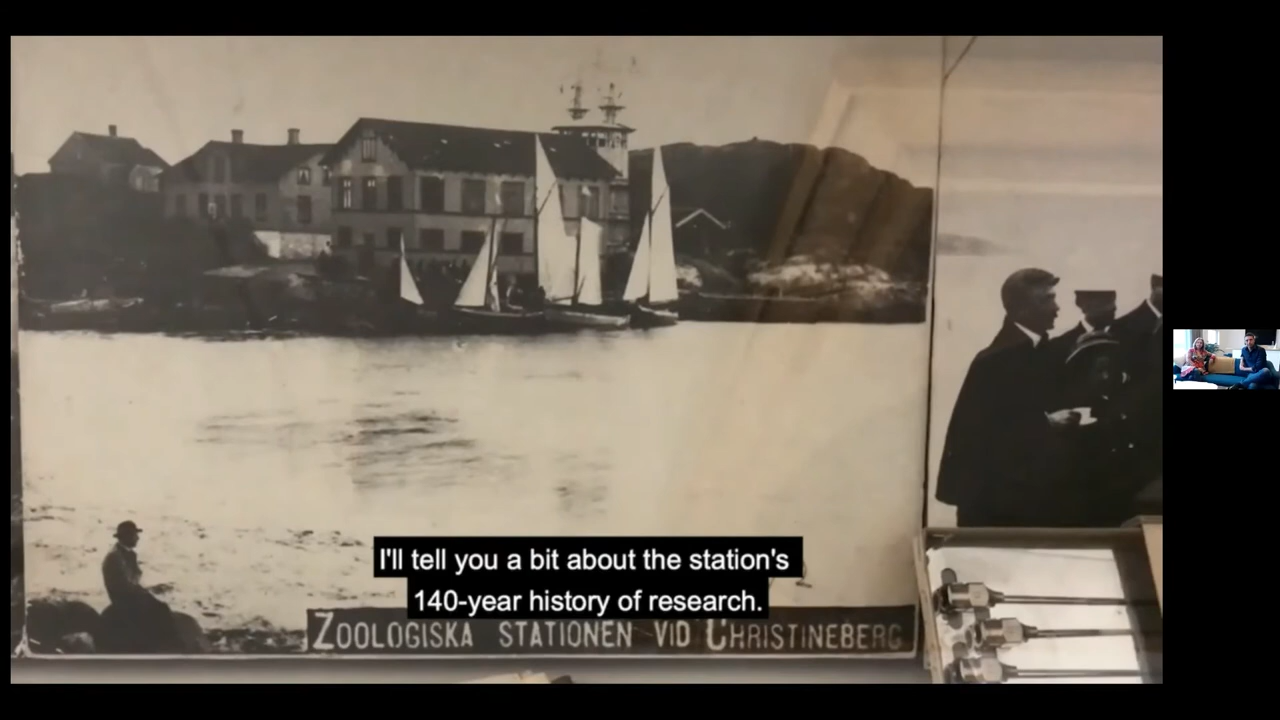 I'll tell you a bit about the station's
140-year history of research.
ZOOLOGISKA STATIONEN VID CHRISTINEBERG